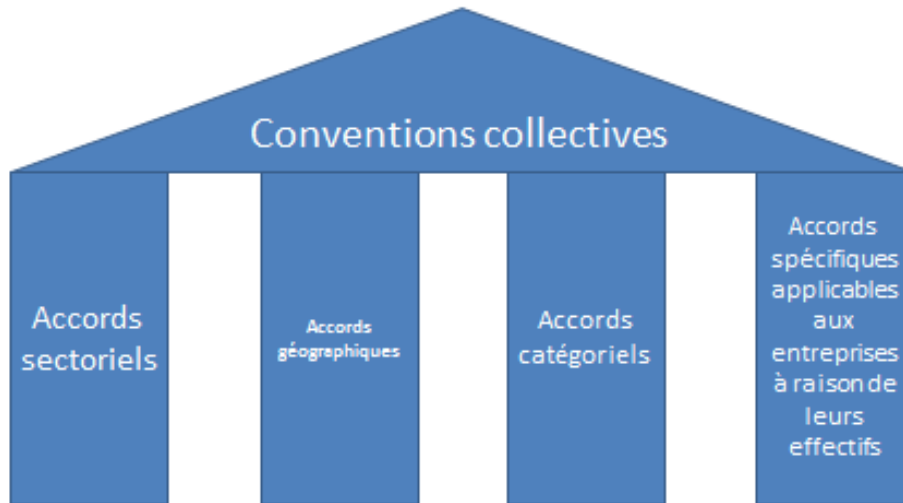 Conventions collectives
Accords
sectoriels
Accords
géographiques
Accords
catégoriels
Accords
spécifiques
applicables
aux
entreprises
à raison de
leurs
effectifs